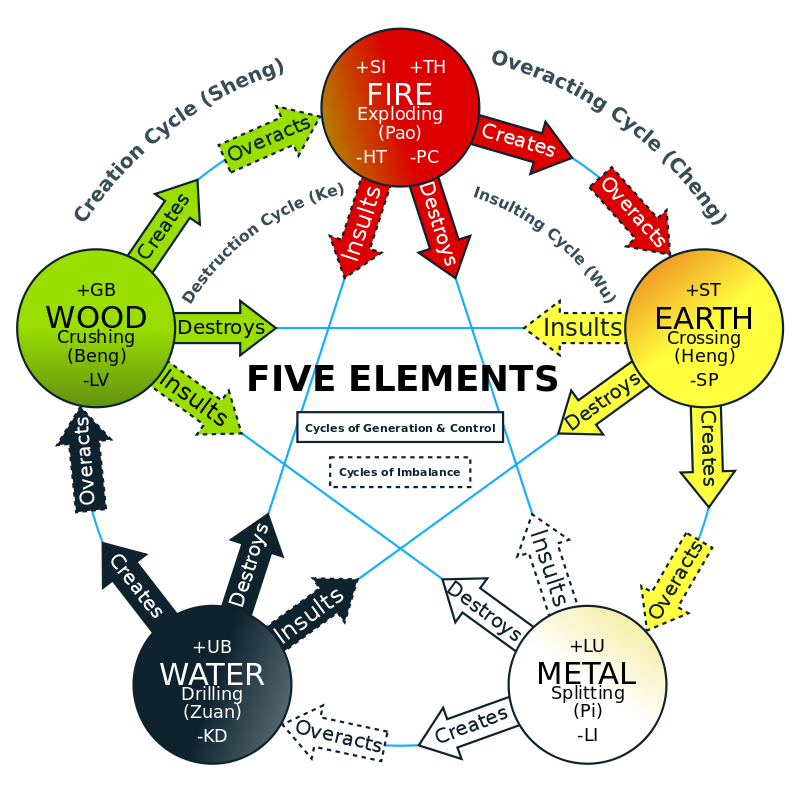 Creation Cycle (Sheng)
Overacting Cycle (Cheng)
Destruction Cycle (Ke)
Insulting Cycle (Wu)
+SI +TH
FIRE
Exploding
(Pao)
-HT -PC
Overacts
Creates
Creates
Overacts
Insults
Destroys
+GB
WOOD
Crushing
(Beng)
-LV
Destroys
Insults
Insults
Destroys
+ST
EARTH
Crossing
(Heng)
-SP
FIVE ELEMENTS
Cycles of Generation & Control
Cycles of Imbalance
Overacts
Creates
Creates
Overacts
Destroys
Insults
Destroys
Insults
+UB
WATER
Drilling
(Zuan)
-KD
Overacts
Creates
+LU
METAL
Splitting
(Pi)
-LI